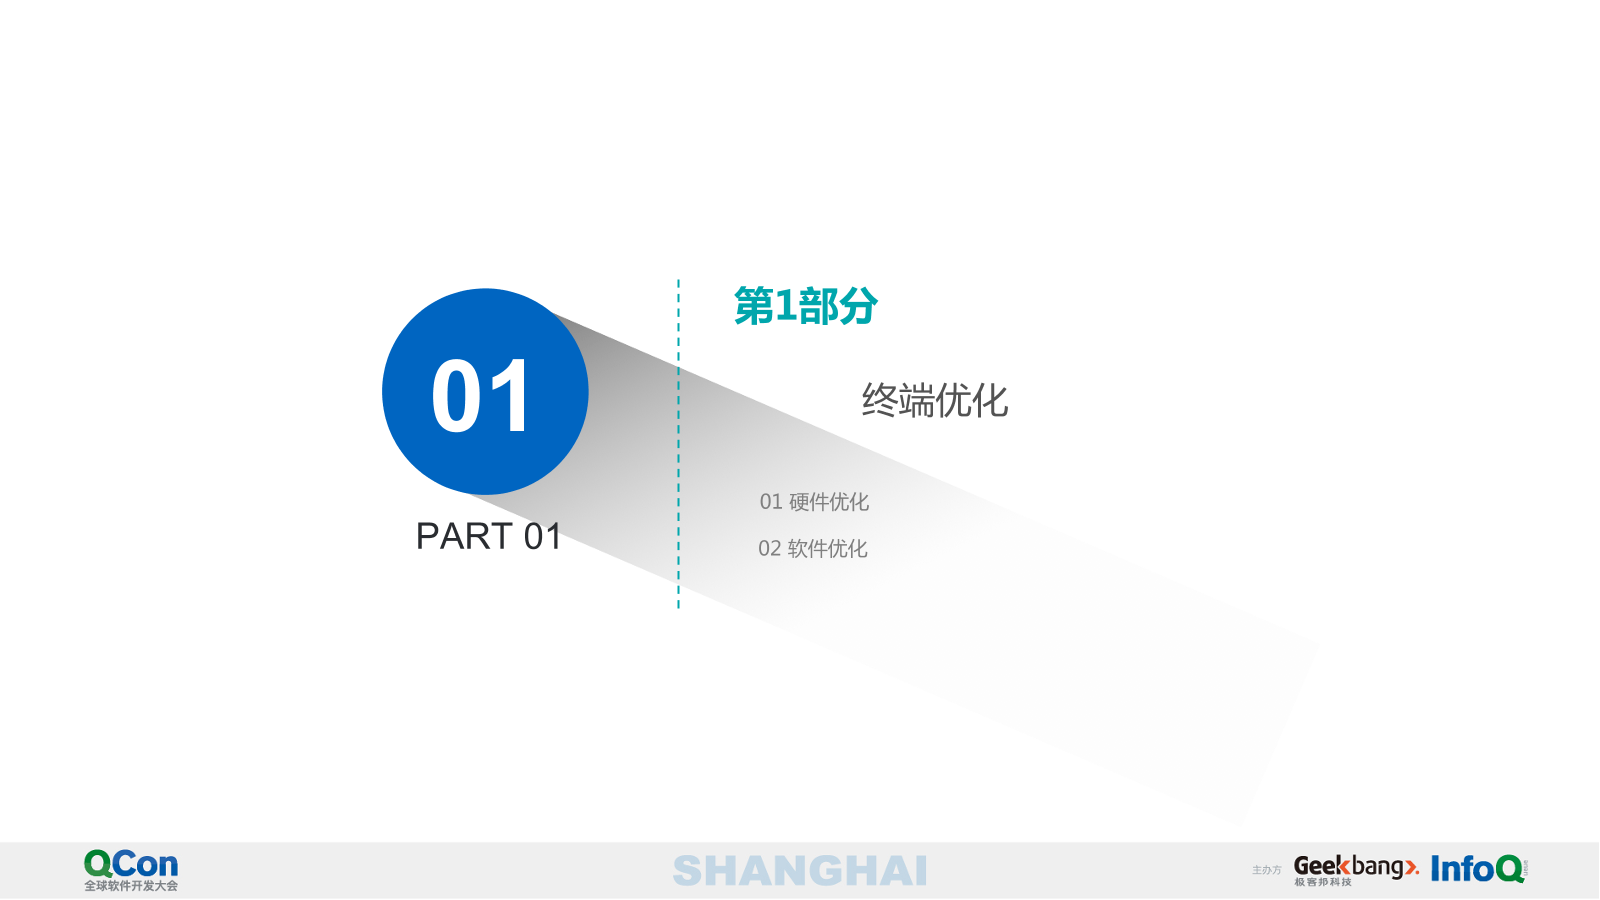 01
PART 01
第1部分
终端优化
01 硬件优化
02 软件优化
QCon
全球软件开发大会
SHANGHAI
主办方
Geekbang>.
极客邦科技
InfoQ